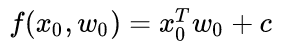 f(x_0, w_0) = x_0^T w_0 + c